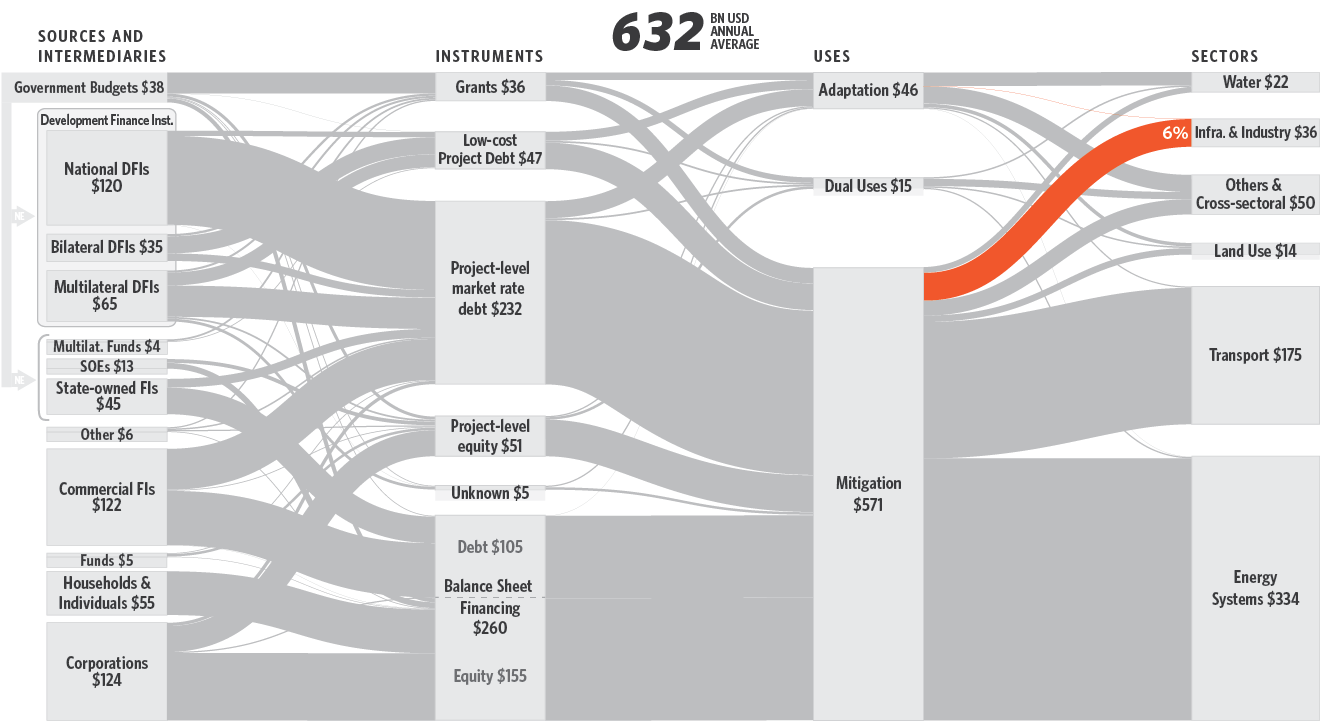 632
BN USD
ANNUAL
AVERAGE
SOURCES AND
INTERMEDIARIES
INSTRUMENTS
USES
SECTORS
Government Budgets $38
Development Finance Inst.
National DFIs
$120
Bilateral DFIs $35
Multilateral DFIs
$65
NE
Multilat. Funds $4
SOEs $13
NE
State-owned FIs
$45
Other $6
Commercial FIs
$122
Funds $5
Households &
Individuals $55
Corporations
$124
Grants $36
Low-cost
Project Debt $47
Project-level
market rate
debt $232
Project-level
equity $51
Unknown $5
Debt $105
Balance Sheet
Financing
$260
Equity $155
Adaptation $46
Dual Uses $15
Mitigation
$571
Water $22
6%
Infra. & Industry $36
Others &
Cross-sectoral $50
Land Use $14
Transport $175
Energy
Systems $334